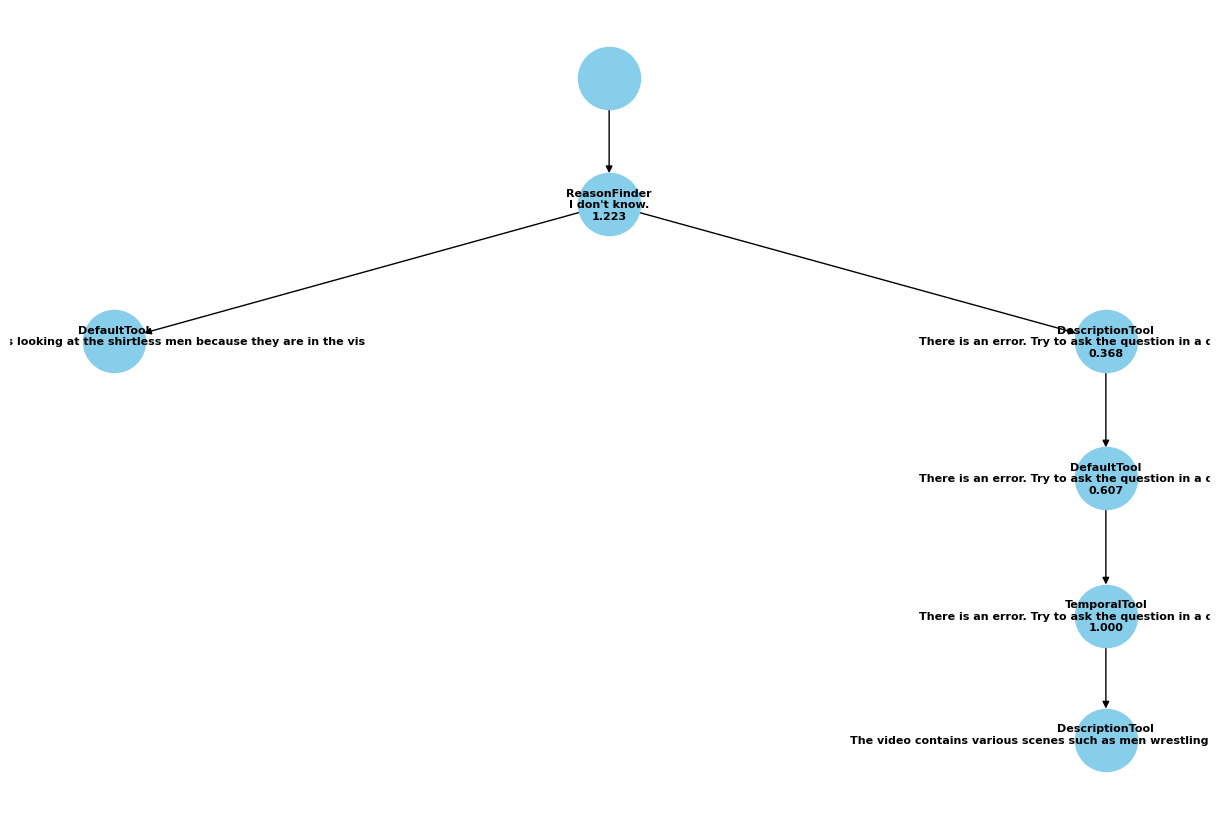 ReasonFinder
I don't know.
1.223
DefaultTool
looking at the shirtless men because they are in the vis
DescriptionTool
There is an error. Try to ask the question in a
0.368
DefaultTool
There is an error. Try to ask the question in a
0.607
TemporalTool
There is an error. Try to ask the question in a
1.000
DescriptionTool
The video contains various scenes such as men wrestling